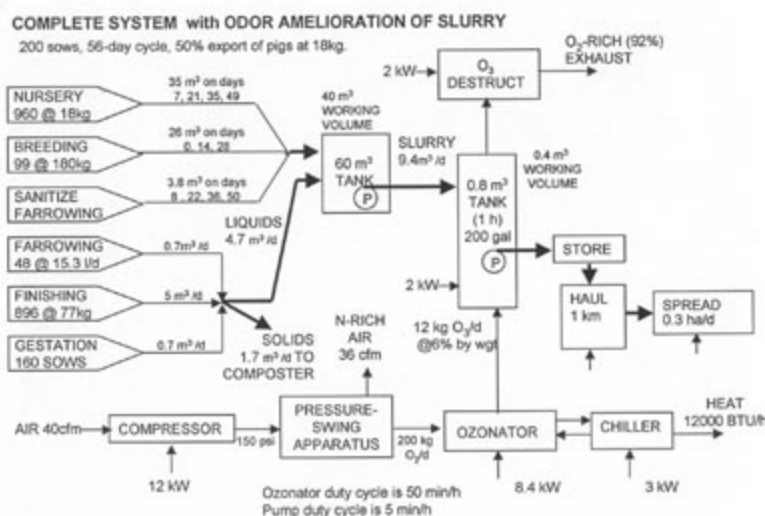 COMPLETE SYSTEM with ODOR AMELIORATION OF SLURRY
200 sows, 56-day cycle, 50% export of pigs at 18kg.
NURSERY
960 @ 18kg
35 m³ on days
7, 21, 35, 49
BREEDING
99 @ 180kg
26 m³ on days
0, 14, 28
SANITIZE
FARROWING
3.8 m³ on days
8, 22, 36, 50
FARROWING
48 @ 15.3 l/d
0.7m³/d
FINISHING
896 @ 77kg
5 m³/d
GESTATION
160 SOWS
0.7 m³/d
LIQUIDS
4.7 m³/d
SOLIDS
1.7 m³/d TO
COMPOSTER
40 m³
WORKING
VOLUME
60 m³
TANK
P
SLURRY
9.4m³/d
2 kW
O₃
DESTRUCT
O₂-RICH (92%)
EXHAUST
0.4 m³
WORKING
VOLUME
0.8 m³
TANK
(1 h)
200 gal
P
2 kW
STORE
HAUL
1 km
SPREAD
0.3 ha/d
12 kg O₃/d
@6% by wgt
N-RICH
AIR
36 cfm
AIR 40cfm
COMPRESSOR
150 psi
12 kW
PRESSURE-
SWING
APPARATUS
200 kg
O₂/d
OZONATOR
8.4 kW
CHILLER
3 kW
HEAT
12000 BTU/H
Ozonator duty cycle is 50 min/h
Pump duty cycle is 5 min/h